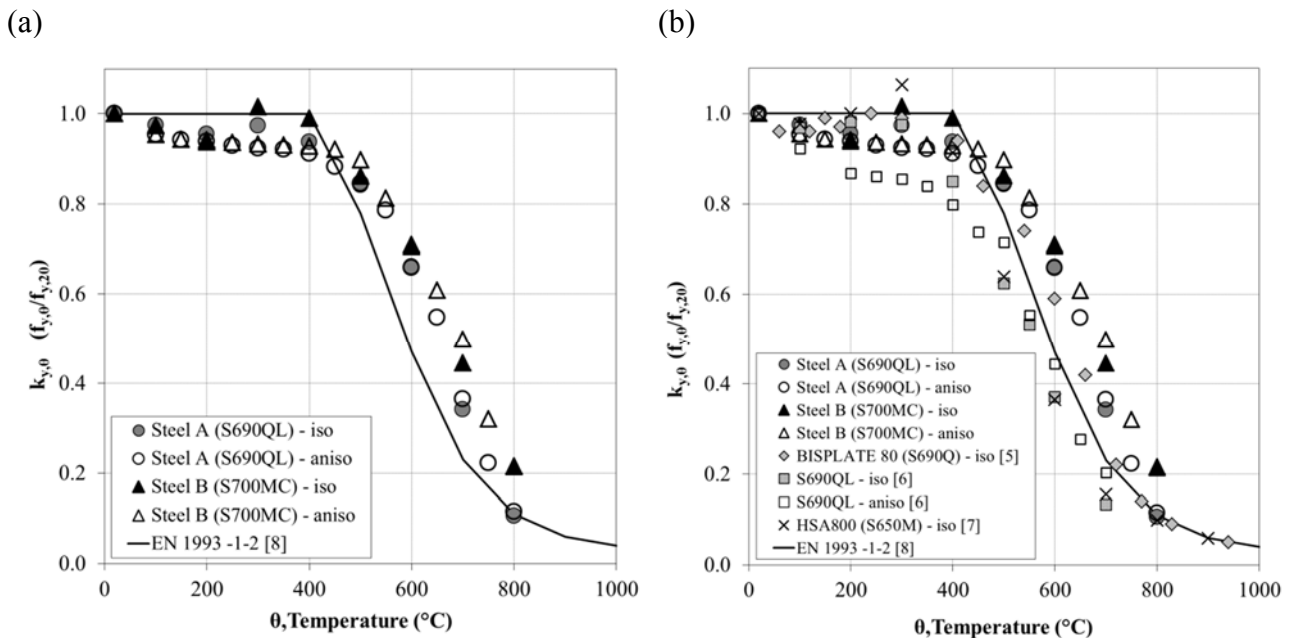 (a)
(b)
1.0
0.8
0.6
0.4
0.2
0.0
0
200
400
600
800
1000
k_y,θ (f_y,θ/f_y,20)
θ,Temperature (°C)
Steel A (S690QL) - iso
Steel A (S690QL) - aniso
Steel B (S700MC) - iso
Steel B (S700MC) - aniso
EN 1993 -1-2 [8]
1.0
0.8
0.6
0.4
0.2
0.0
0
200
400
600
800
1000
k_y,θ (f_y,θ/f_y,20)
θ,Temperature (°C)
Steel A (S690QL) - iso
Steel A (S690QL) - aniso
Steel B (S700MC) - iso
Steel B (S700MC) - aniso
BISPLATE 80 (S690Q) - iso [5]
S690QL - iso [6]
S690QL - aniso [6]
HSA800 (S650M) - iso [7]
EN 1993 -1-2 [8]